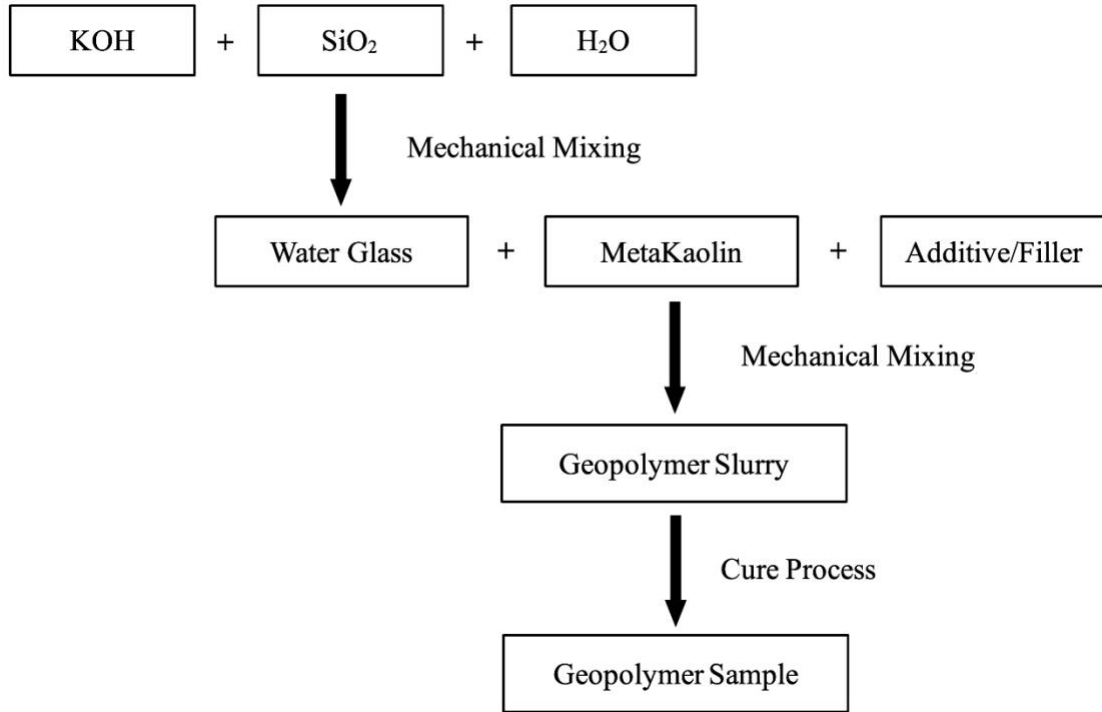 KOH + SiO₂ + H₂O
Mechanical Mixing
Water Glass + MetaKaolin + Additive/Filler
Mechanical Mixing
Geopolymer Slurry
Cure Process
Geopolymer Sample